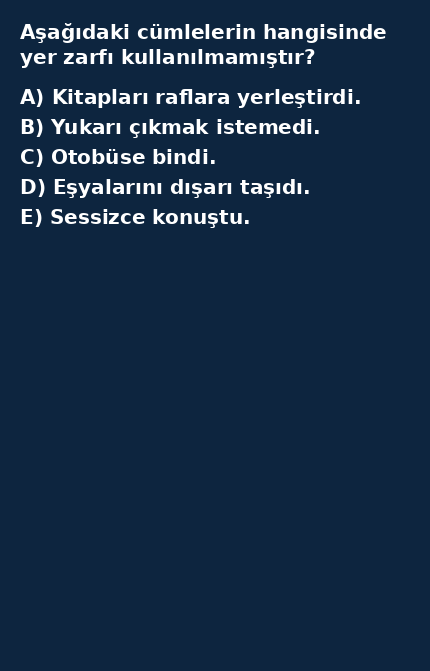 Aşağıdaki cümlelerin hangisinde
yer zarfı kullanılmamıştır?
A) Kitapları raflara yerleştirdi.
B) Yukarı çıkmak istemedi.
C) Otobüse bindi.
D) Eşyalarını dışarı taşıdı.
E) Sessizce konuştu.